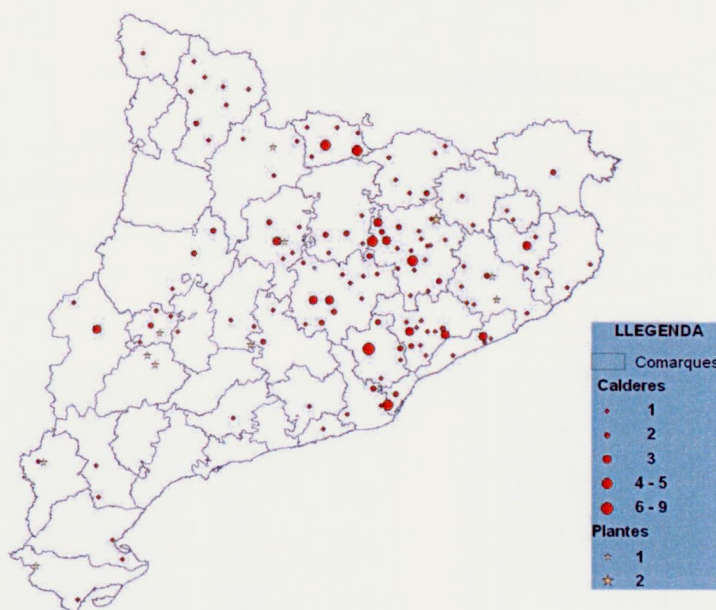 LLEGENDA
Comarques
Calderes
1
2
3
4 - 5
6 - 9
Plantes
1
2